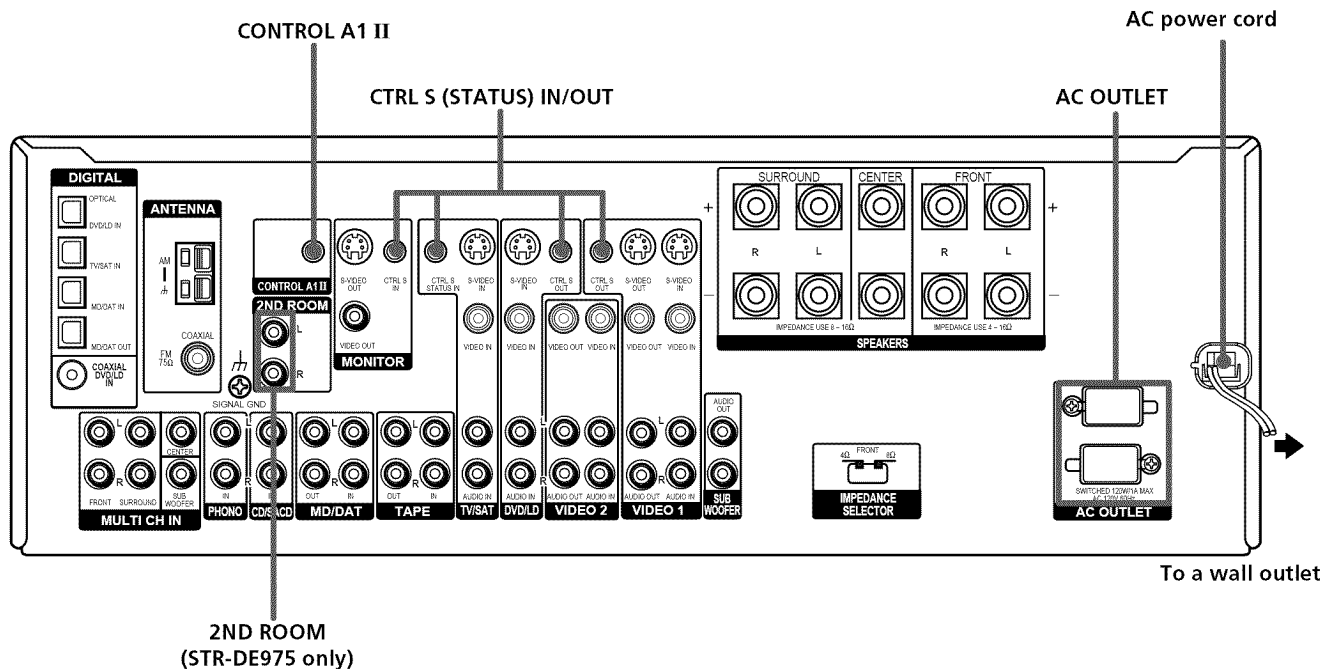 CONTROL A1 II
AC power cord
CTRL S (STATUS) IN/OUT
AC OUTLET
DIGITAL
OPTICAL
DVD/LD IN
TV/SAT IN
MD/DAT IN
MD/DAT OUT
COAXIAL
DVD/LD
IN
ANTENNA
AM
COAXIAL
FM
75Ω
SIGNAL GND
CONTROL A1 II
2ND ROOM
L
R
S-VIDEO
OUT
CTRL S
IN
VIDEO OUT
MONITOR
CTRL S
STATUS IN
S-VIDEO
IN
VIDEO IN
S-VIDEO
IN
VIDEO IN
CTRL S
OUT
CTRL S
OUT
VIDEO OUT
VIDEO IN
S-VIDEO
OUT
S-VIDEO
IN
VIDEO OUT
VIDEO IN
SURROUND
CENTER
FRONT
+
+
R
L
R
L
–
–
IMPEDANCE USE 8 – 16Ω
IMPEDANCE USE 4 – 16Ω
SPEAKERS
L
CENTER
R
FRONT
SURROUND
SUB
WOOFER
MULTI CH IN
L
R
IN
PHONO
IN
CD/SACD
L
R
OUT
IN
MD/DAT
L
R
OUT
IN
TAPE
AUDIO IN
TV/SAT
L
R
AUDIO IN
DVD/LD
AUDIO OUT
AUDIO IN
VIDEO 2
L
R
AUDIO OUT
AUDIO IN
VIDEO 1
AUDIO
OUT
SUB
WOOFER
FRONT
4Ω
8Ω
IMPEDANCE
SELECTOR
SWITCHED 120W/1A MAX
AC 120V 60Hz
AC OUTLET
To a wall outlet
2ND ROOM
(STR-DE975 only)